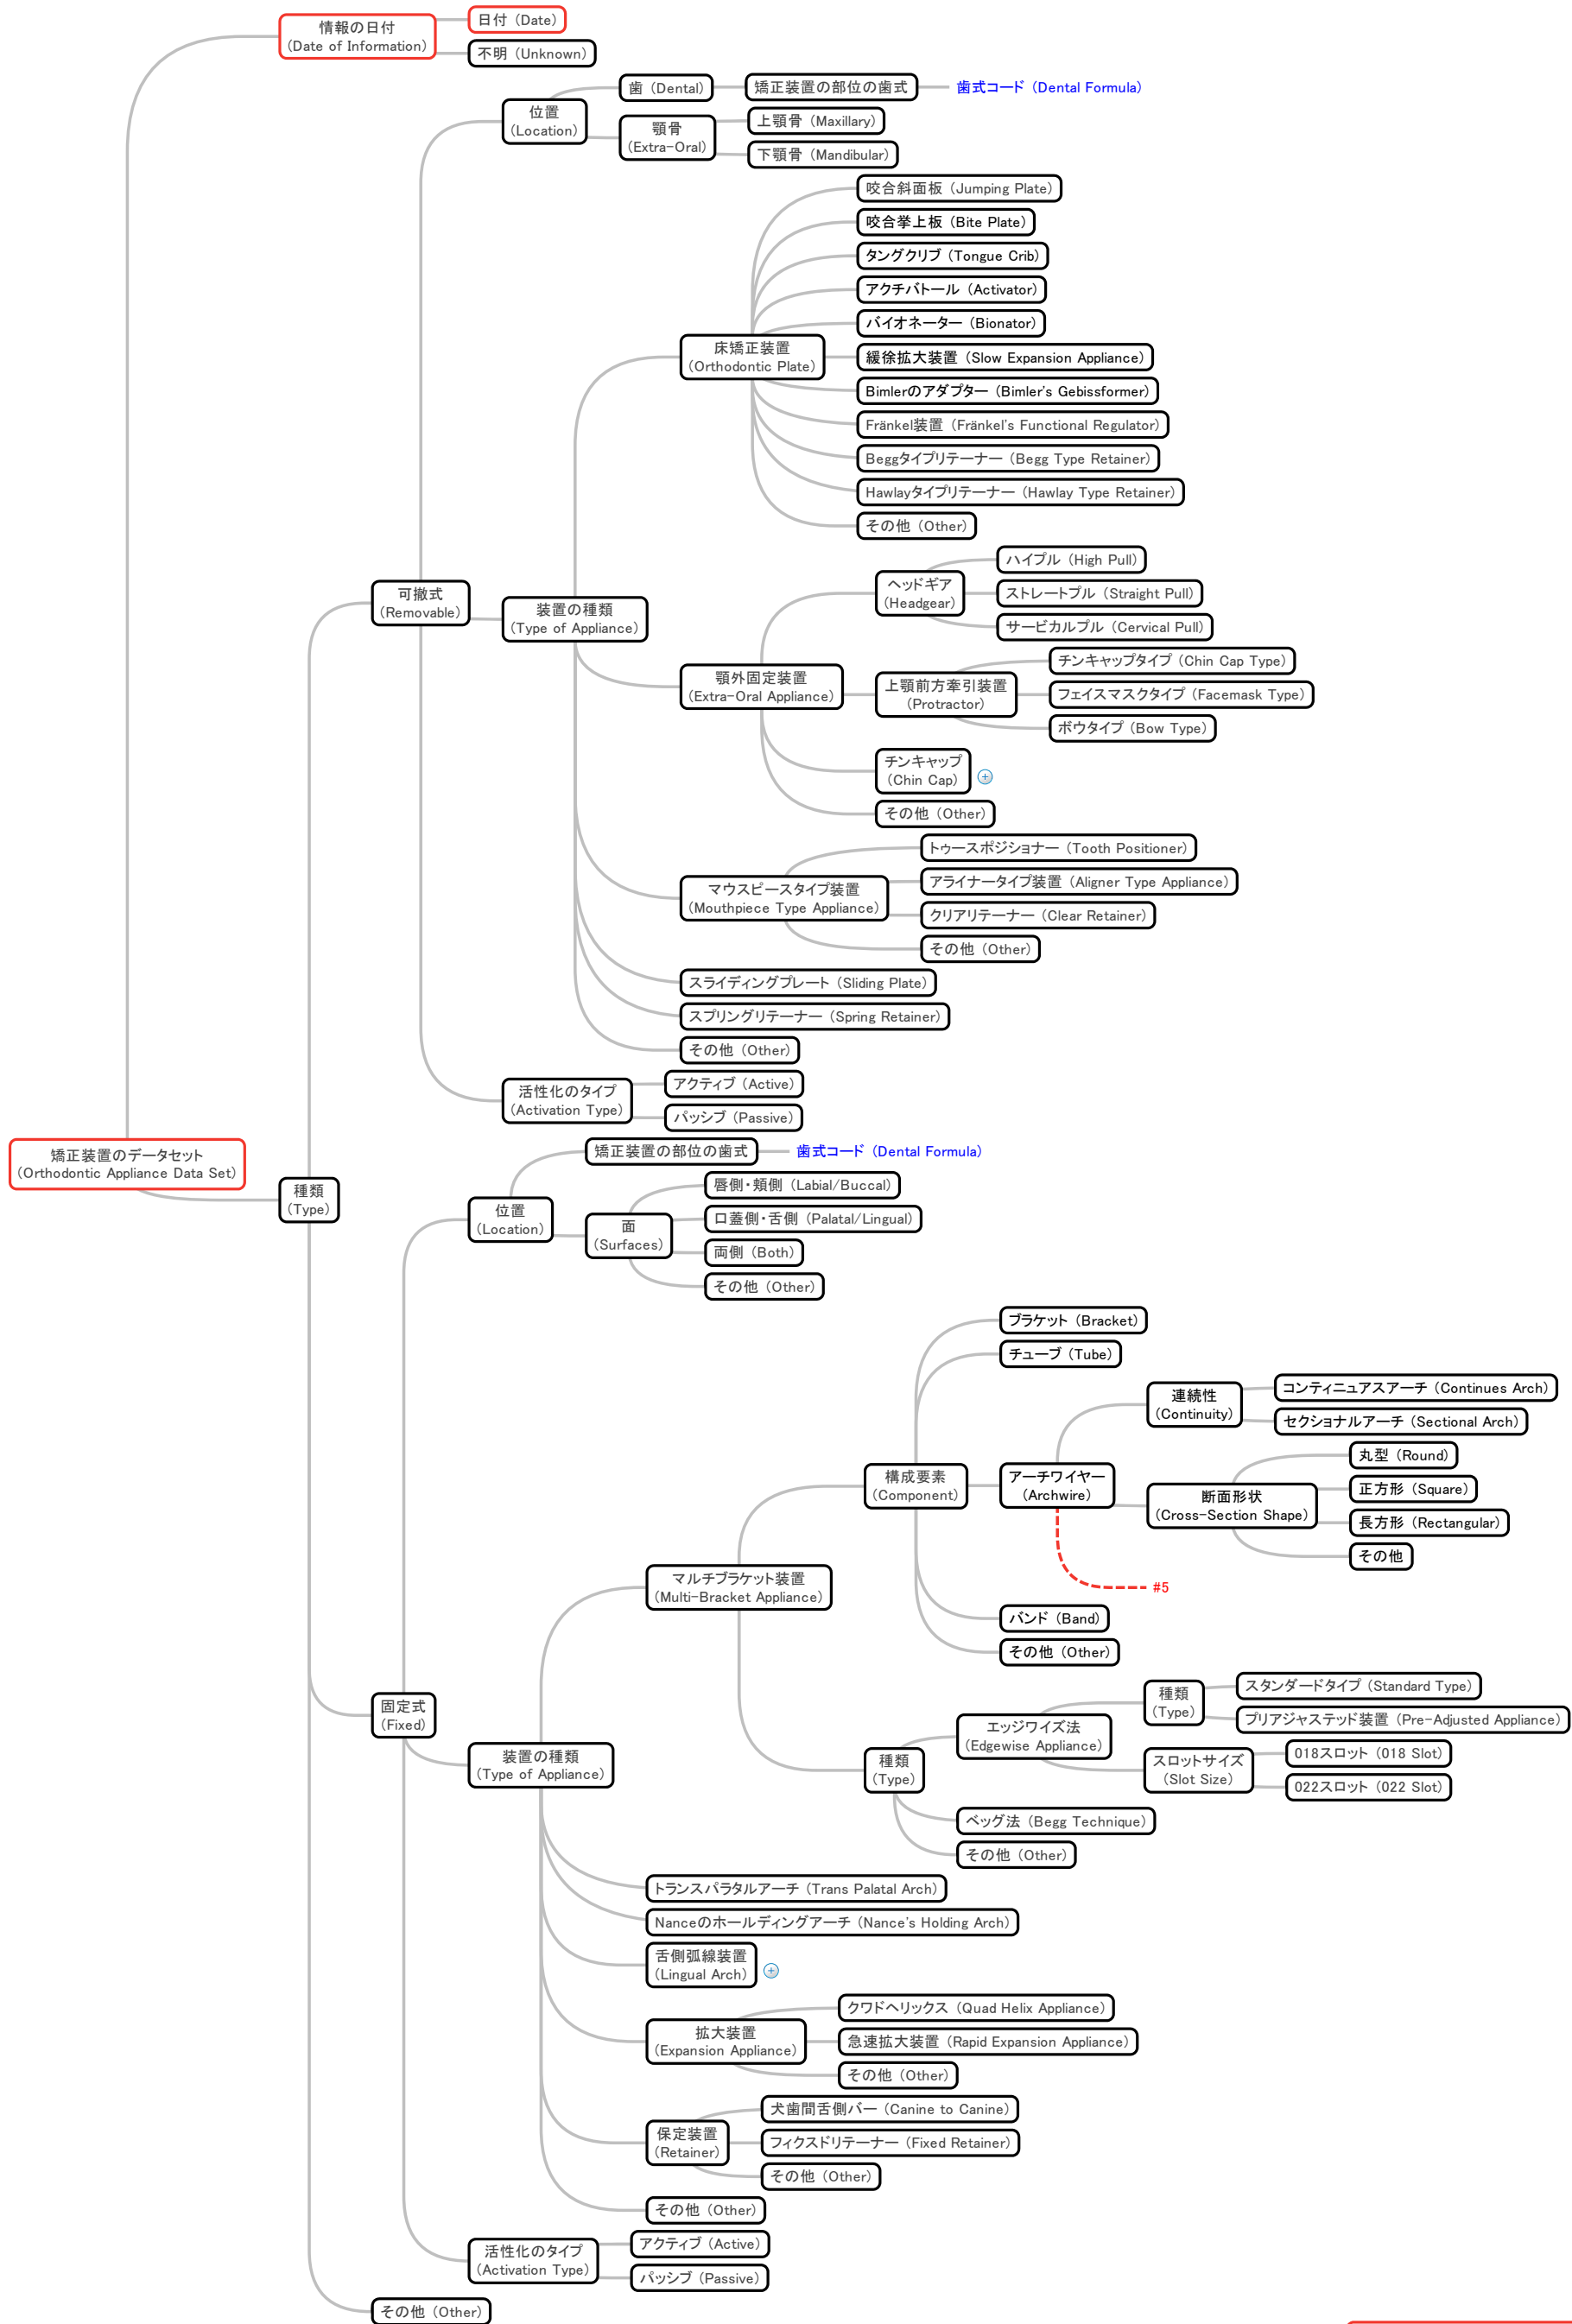 情報の日付
(Date of Information)
日付 (Date)
不明 (Unknown)
位置
(Location)
歯 (Dental)
矯正装置の部位の歯式
歯式コード (Dental Formula)
顎骨
(Extra-Oral)
上顎骨 (Maxillary)
下顎骨 (Mandibular)
咬合斜面板 (Jumping Plate)
咬合挙上板 (Bite Plate)
タングクリブ (Tongue Crib)
アクチバトール (Activator)
バイオネーター (Bionator)
床矯正装置
(Orthodontic Plate)
緩徐拡大装置 (Slow Expansion Appliance)
Bimlerのアダプター (Bimler's Gebissformer)
Fränkel装置 (Fränkel's Functional Regulator)
Beggタイプリテーナー (Begg Type Retainer)
Hawlayタイプリテーナー (Hawlay Type Retainer)
その他 (Other)
可撤式
(Removable)
装置の種類
(Type of Appliance)
ヘッドギア
(Headgear)
ハイプル (High Pull)
ストレートプル (Straight Pull)
サービカルプル (Cervical Pull)
顎外固定装置
(Extra-Oral Appliance)
上顎前方牽引装置
(Protractor)
チンキャップタイプ (Chin Cap Type)
フェイスマスクタイプ (Facemask Type)
ボウタイプ (Bow Type)
チンキャップ
(Chin Cap)
その他 (Other)
マウスピースタイプ装置
(Mouthpiece Type Appliance)
トゥースポジショナー (Tooth Positioner)
アライナータイプ装置 (Aligner Type Appliance)
クリアリテーナー (Clear Retainer)
その他 (Other)
スライディングプレート (Sliding Plate)
スプリングリテーナー (Spring Retainer)
その他 (Other)
活性化のタイプ
(Activation Type)
アクティブ (Active)
パッシブ (Passive)
矯正装置のデータセット
(Orthodontic Appliance Data Set)
種類
(Type)
位置
(Location)
矯正装置の部位の歯式
歯式コード (Dental Formula)
面
(Surfaces)
唇側・頬側 (Labial/Buccal)
口蓋側・舌側 (Palatal/Lingual)
両側 (Both)
その他 (Other)
固定式
(Fixed)
装置の種類
(Type of Appliance)
マルチブラケット装置
(Multi-Bracket Appliance)
構成要素
(Component)
ブラケット (Bracket)
チューブ (Tube)
アーチワイヤー
(Archwire)
連続性
(Continuity)
コンティニュアスアーチ (Continues Arch)
セクショナルアーチ (Sectional Arch)
断面形状
(Cross-Section Shape)
丸型 (Round)
正方形 (Square)
長方形 (Rectangular)
その他
#5
バンド (Band)
その他 (Other)
種類
(Type)
エッジワイズ法
(Edgewise Appliance)
種類
(Type)
スタンダードタイプ (Standard Type)
プリアジャステッド装置 (Pre-Adjusted Appliance)
スロットサイズ
(Slot Size)
018スロット (018 Slot)
022スロット (022 Slot)
ベッグ法 (Begg Technique)
その他 (Other)
トランスパラタルアーチ (Trans Palatal Arch)
Nanceのホールディングアーチ (Nance's Holding Arch)
舌側弧線装置
(Lingual Arch)
拡大装置
(Expansion Appliance)
クワドヘリックス (Quad Helix Appliance)
急速拡大装置 (Rapid Expansion Appliance)
その他 (Other)
保定装置
(Retainer)
犬歯間舌側バー (Canine to Canine)
フィクスドリテーナー (Fixed Retainer)
その他 (Other)
その他 (Other)
活性化のタイプ
(Activation Type)
アクティブ (Active)
パッシブ (Passive)
その他 (Other)